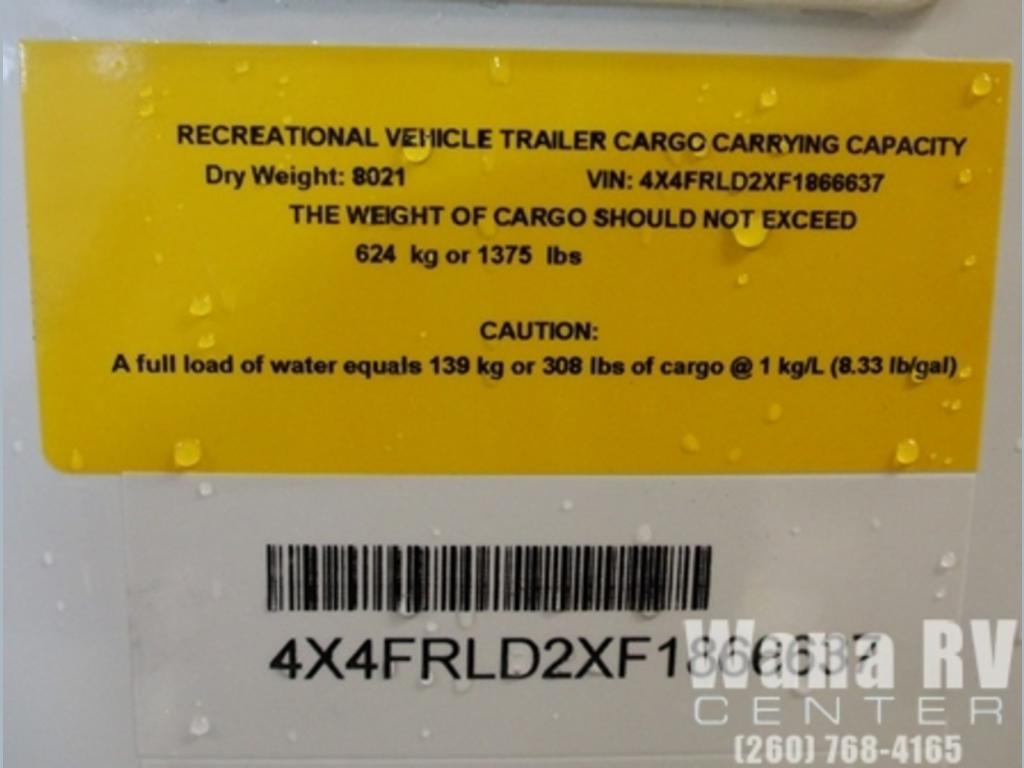 RECREATIONAL VEHICLE TRAILER CARGO CARRYING CAPACITY
Dry Weight: 8021 VIN: 4X4FRLD2XF1866637
THE WEIGHT OF CARGO SHOULD NOT EXCEED
624 kg or 1375 lbs
CAUTION:
A full load of water equals 139 kg or 308 lbs of cargo @ 1 kg/L (8.33 lb/gal)
4X4FRLD2XF1866637
Wana RV
CENTER
(260) 768-4165